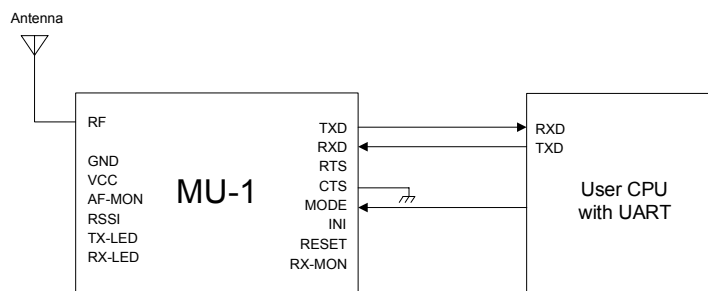 Antenna
RF
GND
VCC
AF-MON
RSSI
TX-LED
RX-LED
MU-1
TXD
RXD
RTS
CTS
MODE
INI
RESET
RX-MON
RXD
TXD
User CPU
with UART